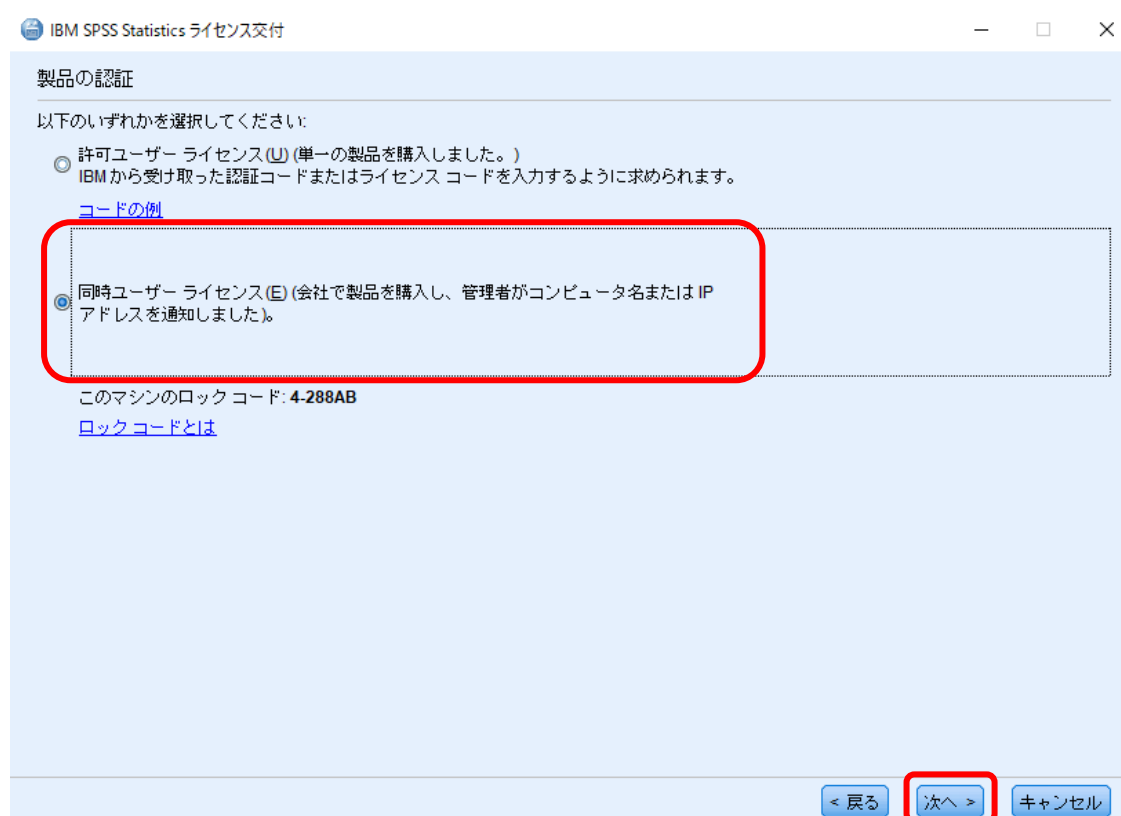 IBM SPSS Statistics ライセンス交付
製品の認証
以下のいずれかを選択してください:
許可ユーザー ライセンス(U) (単一の製品を購入しました。)
IBM から受け取った認証コードまたはライセンス コードを入力するように求められます。
コードの例
同時ユーザー ライセンス(E) (会社で製品を購入し、管理者がコンピュータ名または IP
アドレスを通知しました)。
このマシンのロック コード: 4-288AB
ロック コードとは
< 戻る 次へ > キャンセル